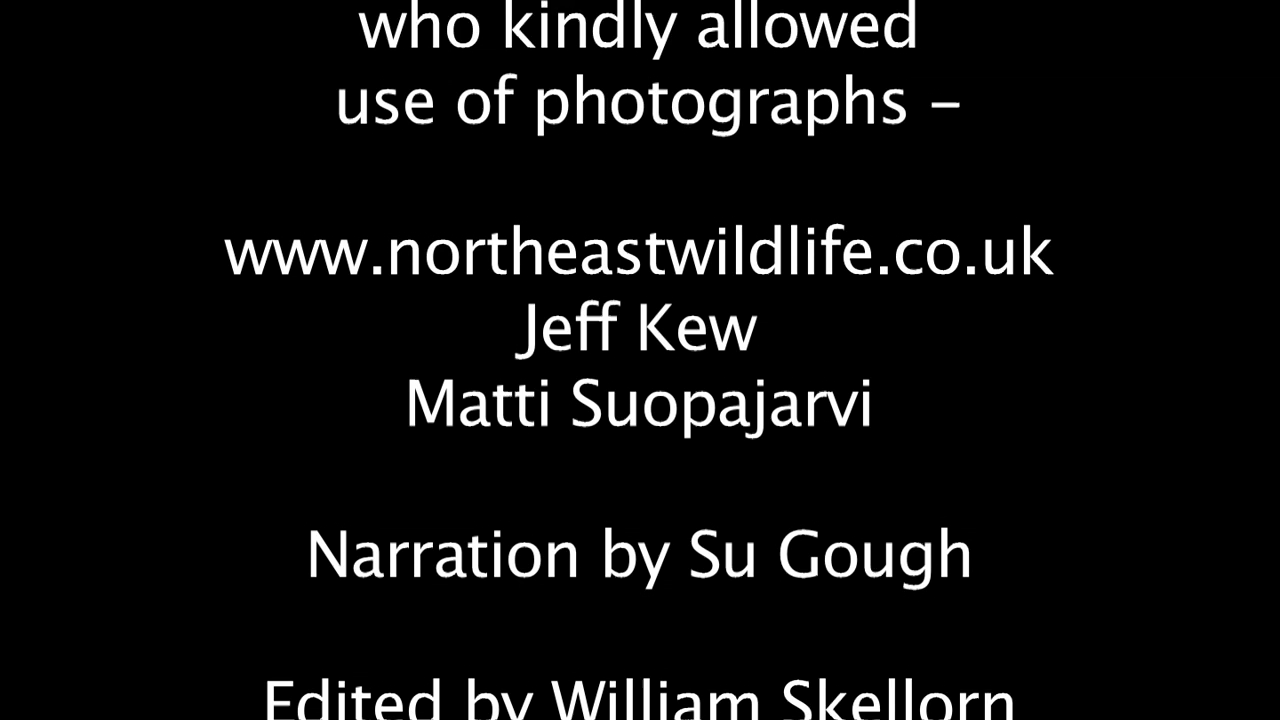 who kindly allowed
use of photographs –
www.northeastwildlife.co.uk
Jeff Kew
Matti Suopajarvi
Narration by Su Gough
Edited by William Skellorn